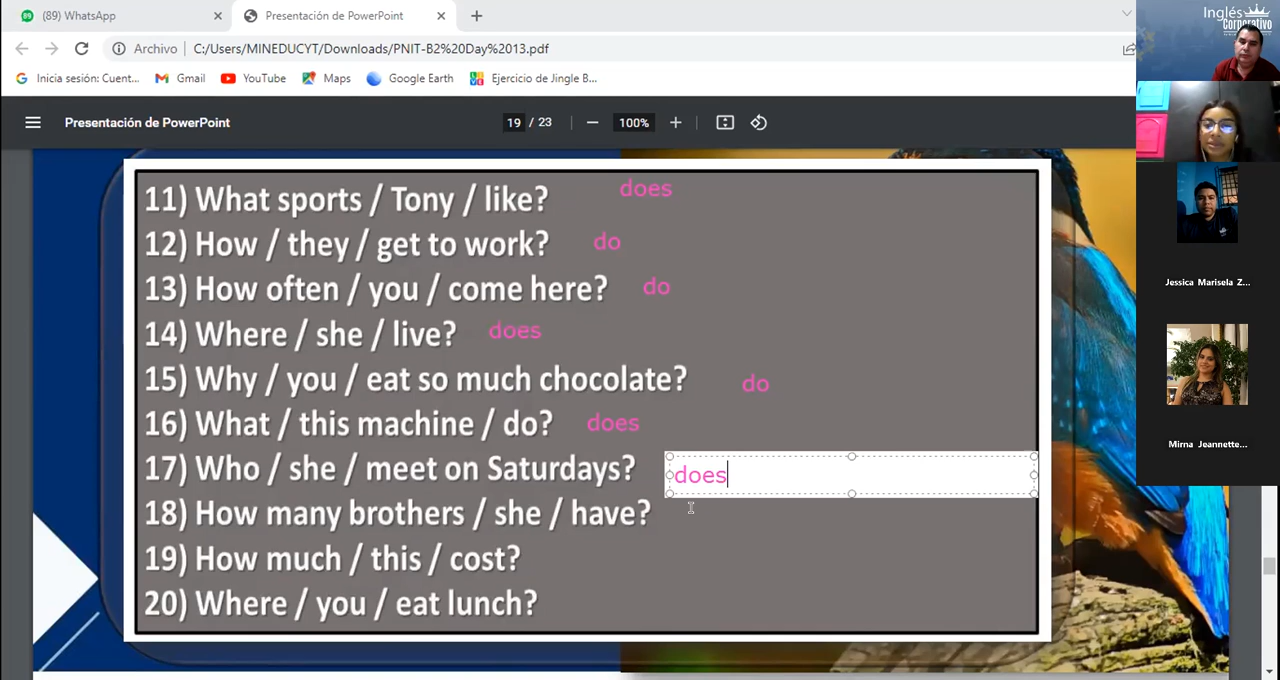 (89) WhatsApp
Presentación de PowerPoint
Archivo C:/Users/MINEDUCYT/Downloads/PNIT-B2%20Day%2013.pdf
Inicia sesión: Cuent... Gmail YouTube Maps Google Earth Ejercicio de Jingle B...
Presentación de PowerPoint 19 / 23 100%
11) What sports / Tony / like? does
12) How / they / get to work? do
13) How often / you / come here? do
14) Where / she / live? does
15) Why / you / eat so much chocolate? do
16) What / this machine / do? does
17) Who / she / meet on Saturdays? does
18) How many brothers / she / have?
19) How much / this / cost?
20) Where / you / eat lunch?
Inglés
Corporativo
Jessica Marisela Z...
Mirna Jeannette...